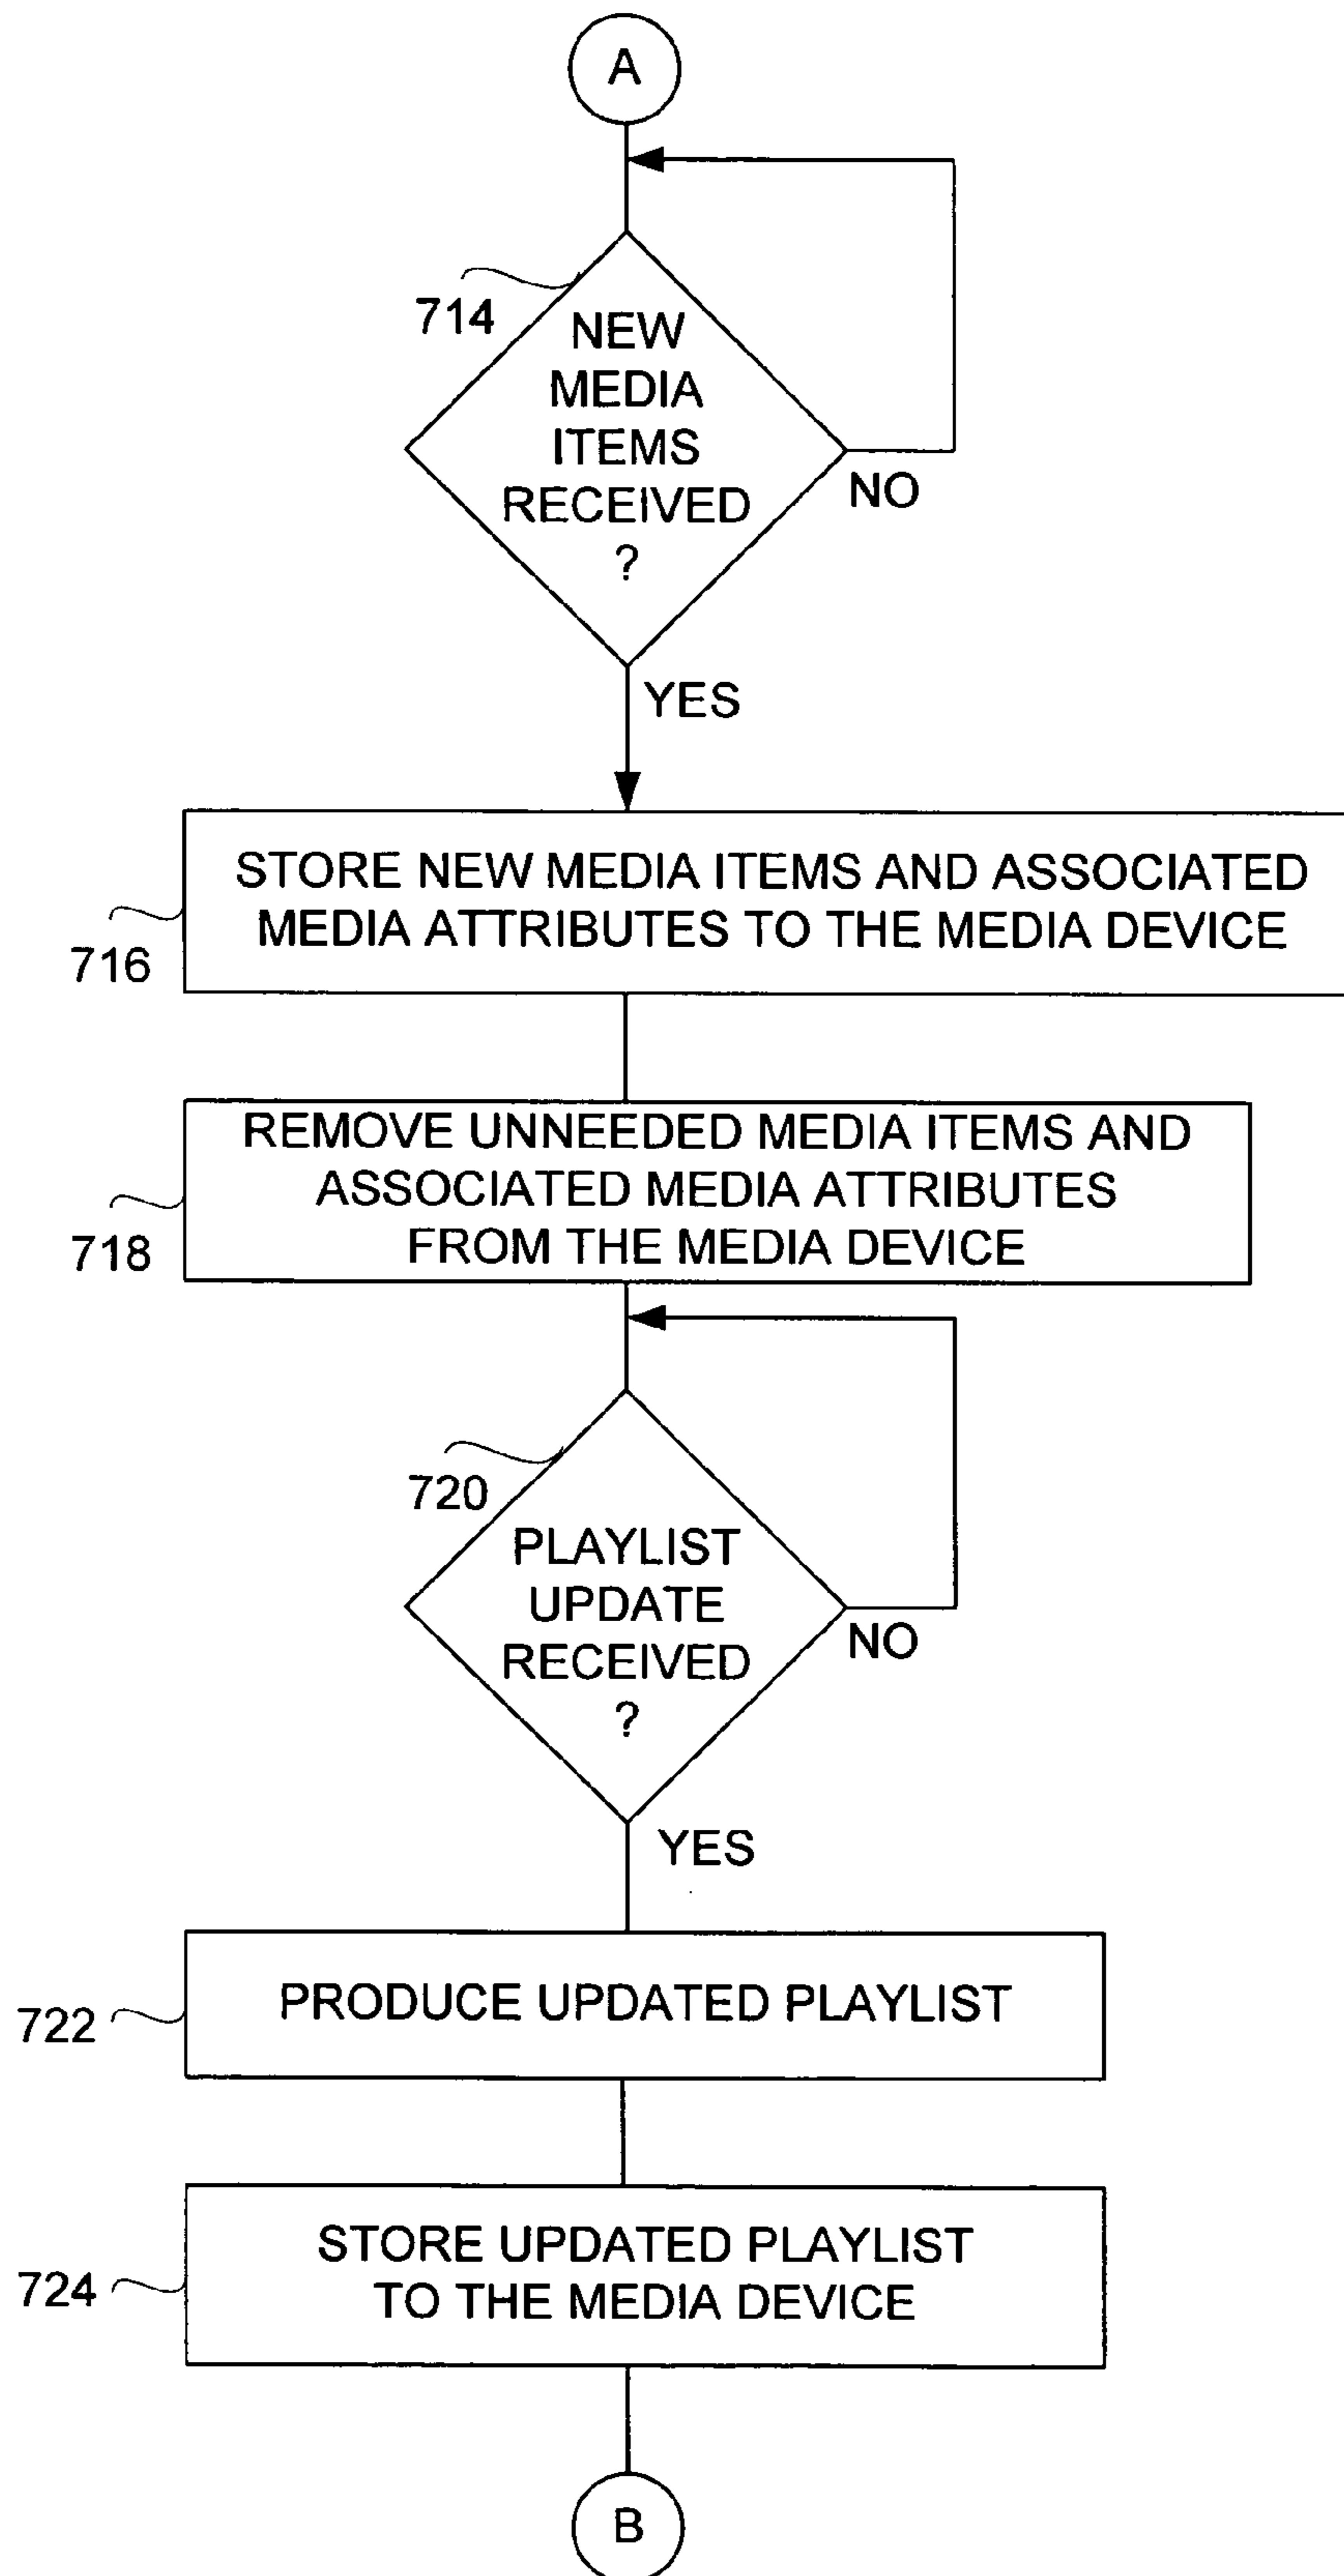 A
714
NEW
MEDIA
ITEMS
RECEIVED
?
NO
YES
STORE NEW MEDIA ITEMS AND ASSOCIATED
MEDIA ATTRIBUTES TO THE MEDIA DEVICE
716
REMOVE UNNEEDED MEDIA ITEMS AND
ASSOCIATED MEDIA ATTRIBUTES
FROM THE MEDIA DEVICE
718
720
PLAYLIST
UPDATE
RECEIVED
?
NO
YES
PRODUCE UPDATED PLAYLIST
722
STORE UPDATED PLAYLIST
TO THE MEDIA DEVICE
724
B